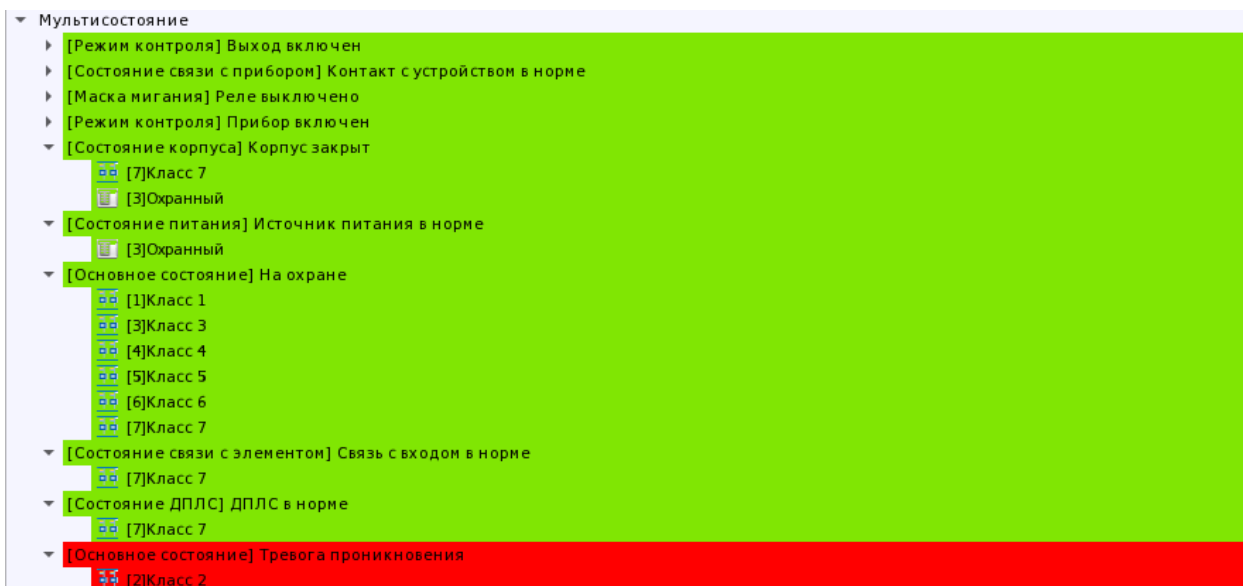 Мультисостояние
[Режим контроля] Выход включен
[Состояние связи с прибором] Контакт с устройством в норме
[Маска мигания] Реле выключено
[Режим контроля] Прибор включен
[Состояние корпуса] Корпус закрыт
[7]Класс 7
[3]Охранный
[Состояние питания] Источник питания в норме
[3]Охранный
[Основное состояние] На охране
[1]Класс 1
[3]Класс 3
[4]Класс 4
[5]Класс 5
[6]Класс 6
[7]Класс 7
[Состояние связи с элементом] Связь с входом в норме
[7]Класс 7
[Состояние ДПЛС] ДПЛС в норме
[7]Класс 7
[Основное состояние] Тревога проникновения
[2]Класс 2